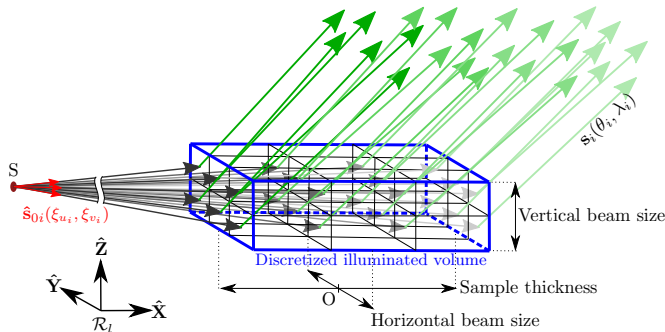 S
ŝ₀ᵢ(ξᵤᵢ, ξᵥᵢ)
sᵢ(θᵢ, λᵢ)
Vertical beam size
Discretized illuminated volume
Sample thickness
O
Horizontal beam size
Ẑ
Ŷ
X̂
ℛₗ